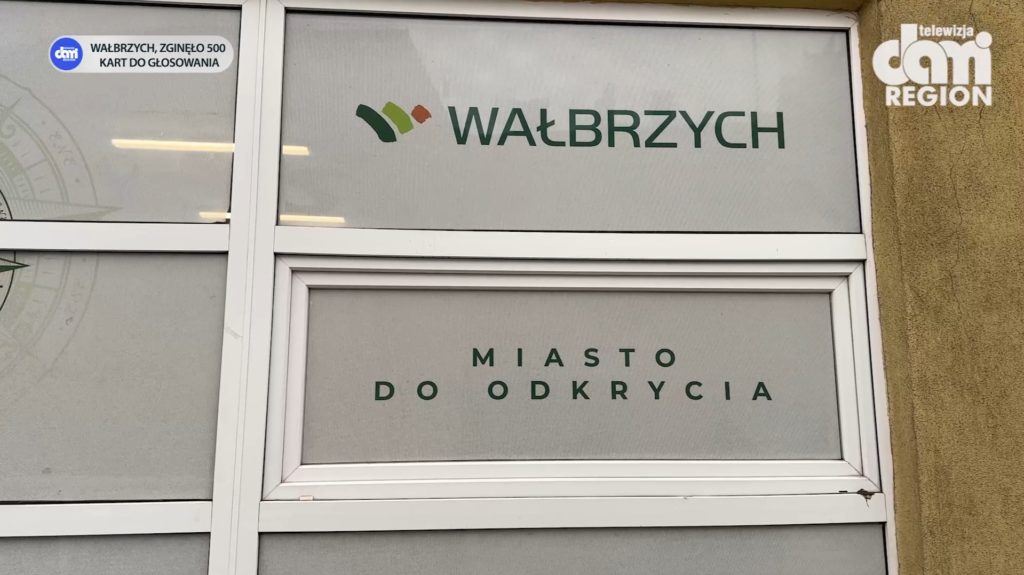 WAŁBRZYCH, ZGINĘŁO 500
KART DO GŁOSOWANIA
telewizja
dami
REGION
WAŁBRZYCH
MIASTO
DO ODKRYCIA